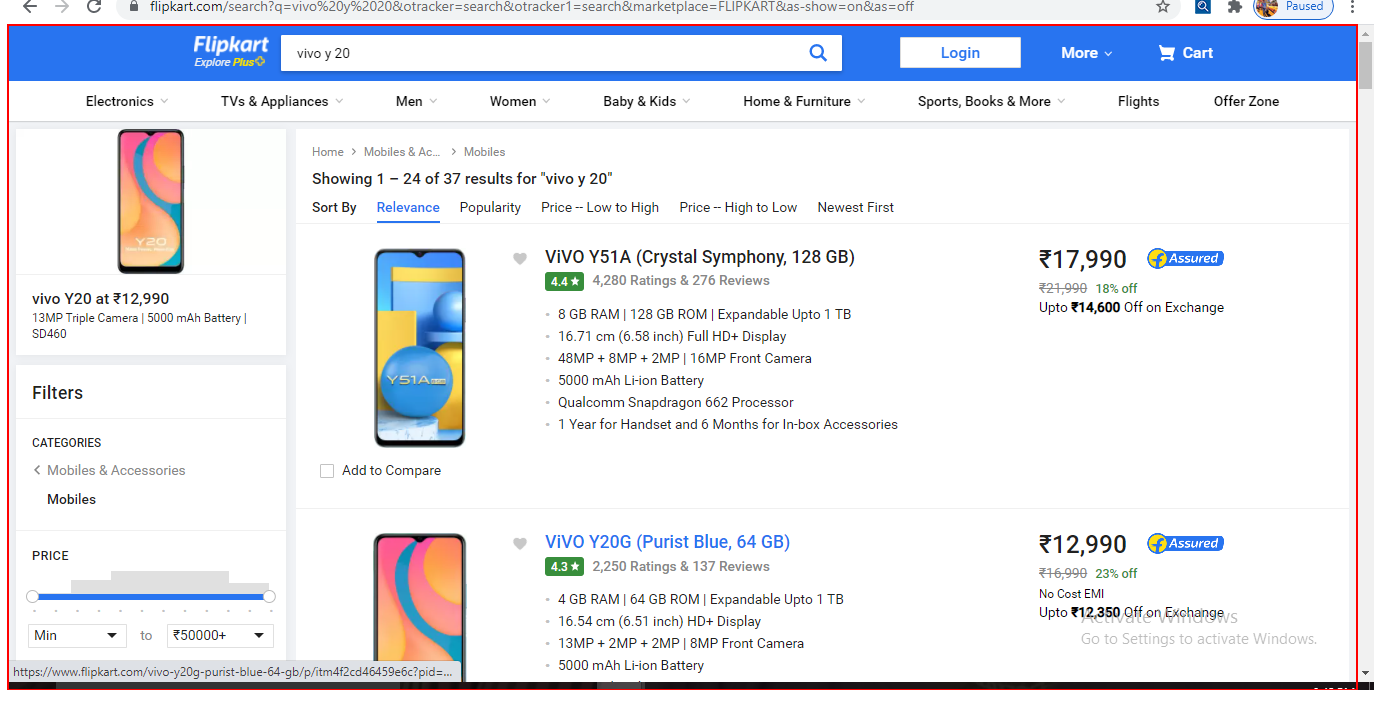 flipkart.com/search?q=vivo%20y%2020&otracker=search&otracker1=search&marketplace=FLIPKART&as-show=on&as=off
Paused
Flipkart
Explore Plus
vivo y 20
Login
More
Cart
Electronics
TVs & Appliances
Men
Women
Baby & Kids
Home & Furniture
Sports, Books & More
Flights
Offer Zone
Y20
vivo Y20 at ₹12,990
13MP Triple Camera | 5000 mAh Battery |
SD460
Filters
CATEGORIES
Mobiles & Accessories
Mobiles
PRICE
Min
to
₹50000+
Home
Mobiles & Ac...
Mobiles
Showing 1 – 24 of 37 results for "vivo y 20"
Sort By
Relevance
Popularity
Price -- Low to High
Price -- High to Low
Newest First
Y51A
Add to Compare
ViVO Y51A (Crystal Symphony, 128 GB)
4.4 ★ 4,280 Ratings & 276 Reviews
8 GB RAM | 128 GB ROM | Expandable Upto 1 TB
16.71 cm (6.58 inch) Full HD+ Display
48MP + 8MP + 2MP | 16MP Front Camera
5000 mAh Li-ion Battery
Qualcomm Snapdragon 662 Processor
1 Year for Handset and 6 Months for In-box Accessories
₹17,990
Assured
₹21,990 18% off
Upto ₹14,600 Off on Exchange
ViVO Y20G (Purist Blue, 64 GB)
4.3 ★ 2,250 Ratings & 137 Reviews
4 GB RAM | 64 GB ROM | Expandable Upto 1 TB
16.54 cm (6.51 inch) HD+ Display
13MP + 2MP + 2MP | 8MP Front Camera
5000 mAh Li-ion Battery
₹12,990
Assured
₹16,990 23% off
No Cost EMI
Upto ₹12,350 Off on Exchange
Activate Windows
Go to Settings to activate Windows.
https://www.flipkart.com/vivo-y20g-purist-blue-64-gb/p/itm4f2cd46459e6c?pid=...